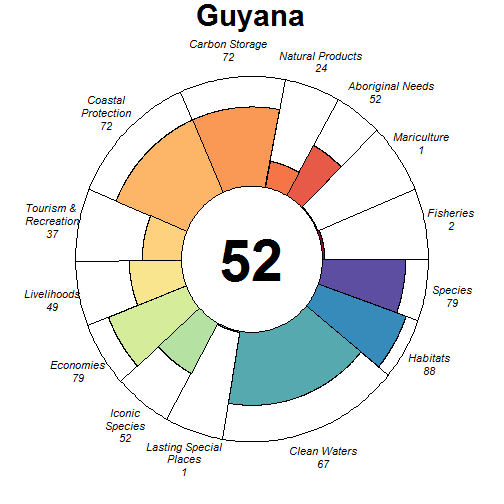 Guyana
Carbon Storage
72
Natural Products
24
Aboriginal Needs
52
Mariculture
1
Fisheries
2
Species
79
Habitats
88
Clean Waters
67
Lasting Special
Places
1
Iconic
Species
52
Economies
79
Livelihoods
49
Tourism &
Recreation
37
Coastal
Protection
72
52